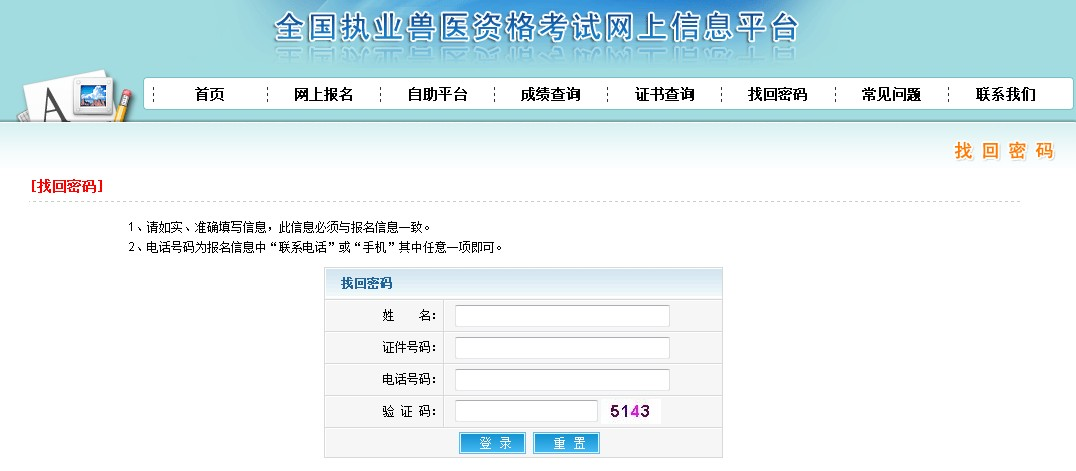 全国执业兽医资格考试网上信息平台
A
首页 网上报名 自助平台 成绩查询 证书查询 找回密码 常见问题 联系我们
找回密码
[找回密码]
1、请如实、准确填写信息，此信息必须与报名信息一致。
2、电话号码为报名信息中“联系电话”或“手机”其中任意一项即可。
找回密码
姓 名：
证件号码：
电话号码：
验 证 码： 5143
登 录 重 置